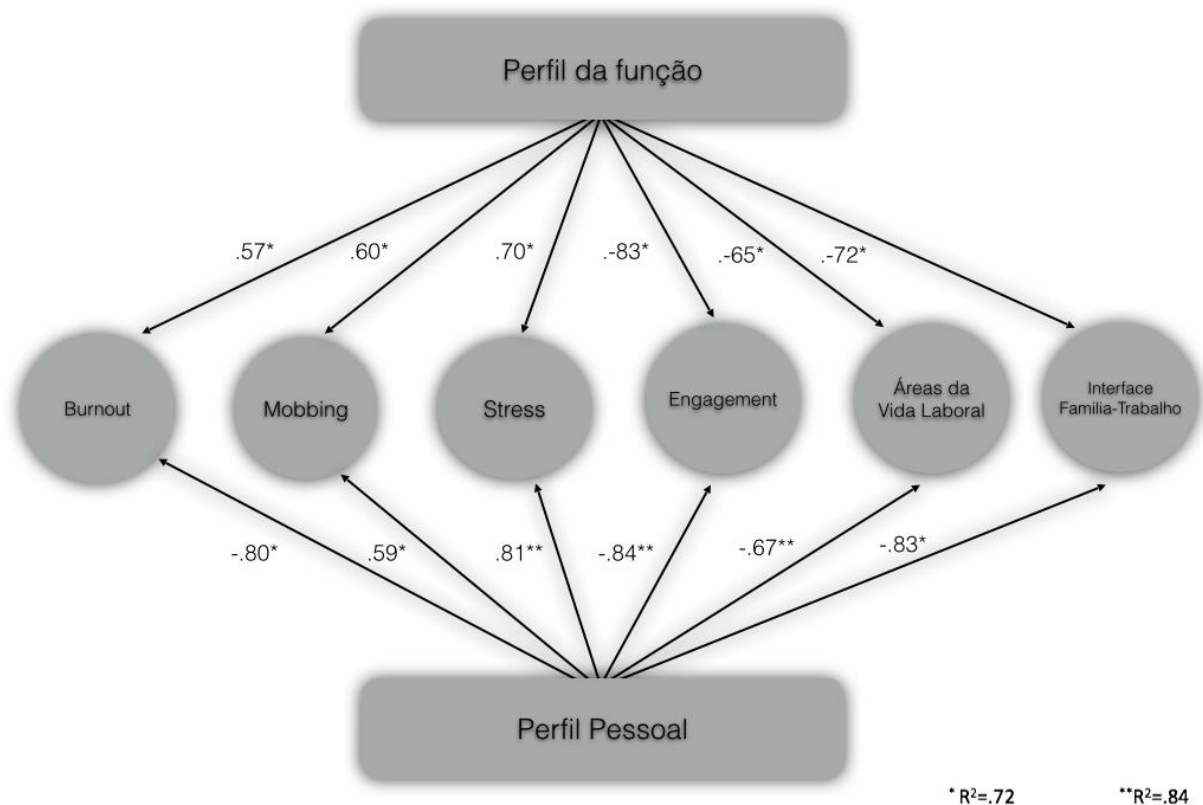 Perfil da função
.57*
.60*
.70*
.-83*
.-65*
.-72*
Burnout
Mobbing
Stress
Engagement
Áreas da
Vida Laboral
Interface
Familia-Trabalho
-.80*
.59*
.81**
-.84**
-.67**
-.83*
Perfil Pessoal
* R²=.72
**R²=.84